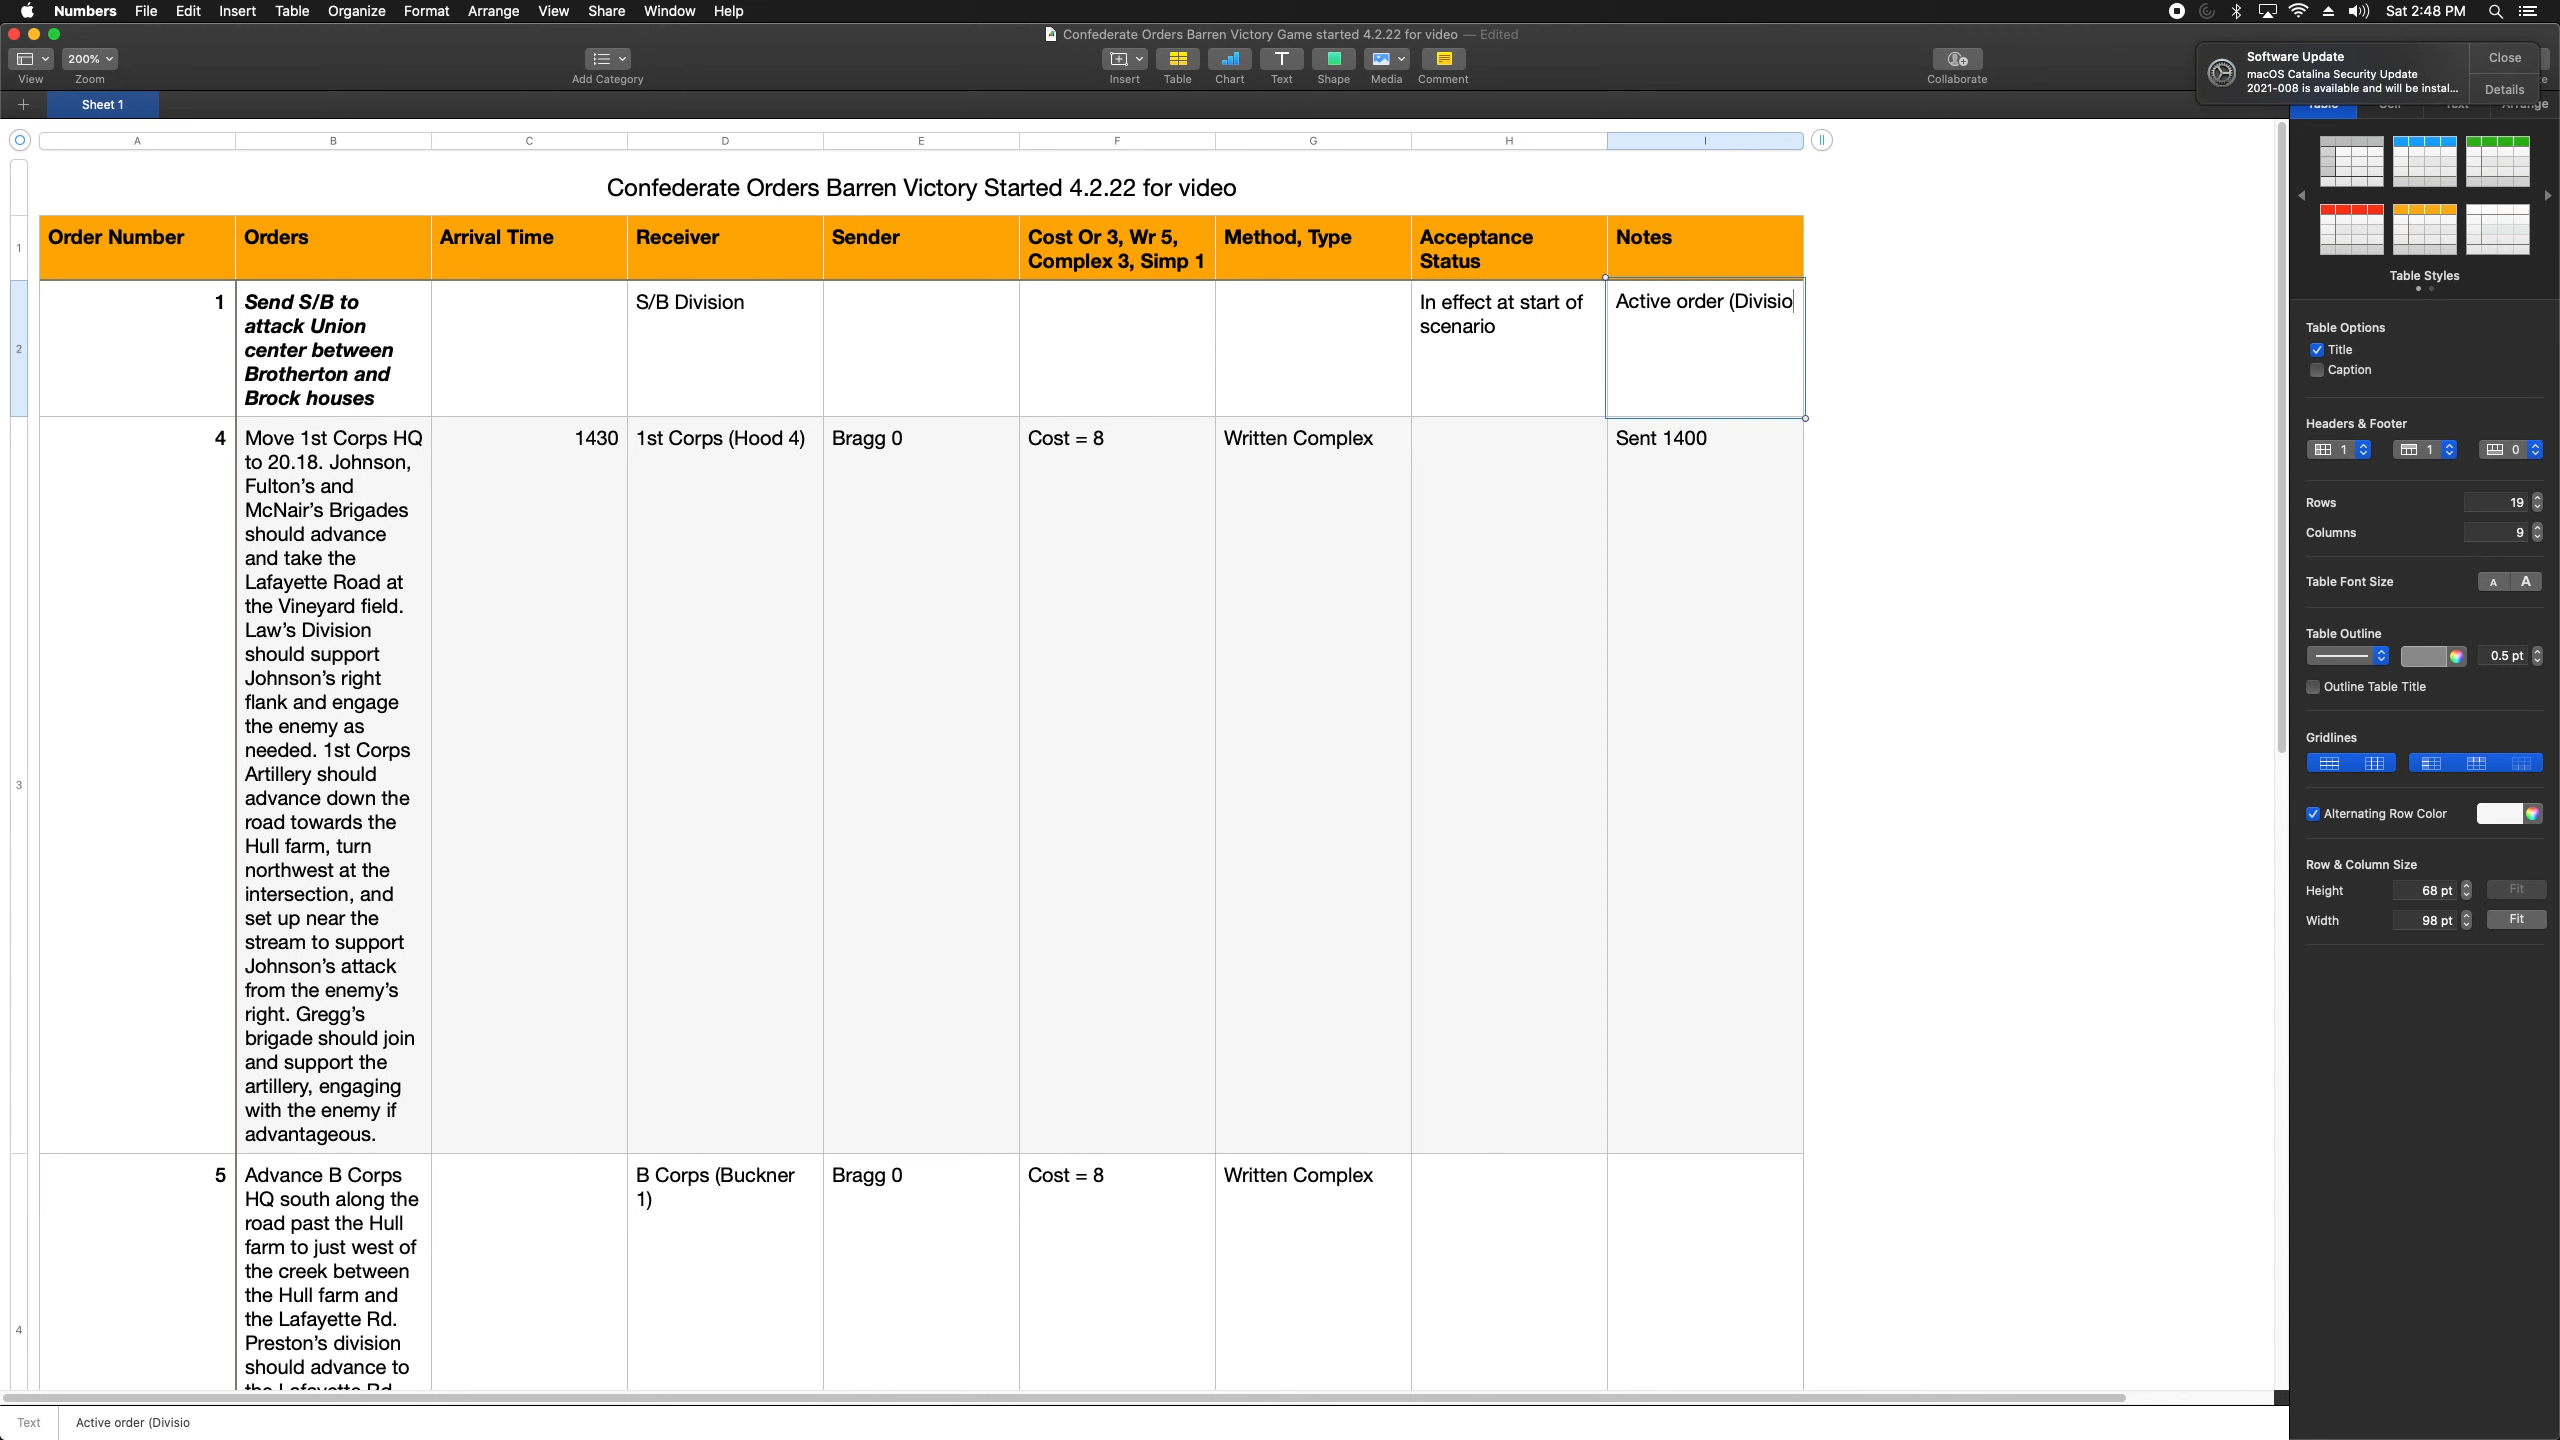 Numbers File Edit Insert Table Organize Format Arrange View Share Window Help
Sat 2:48 PM
Confederate Orders Barren Victory Game started 4.2.22 for video — Edited
200%
View Zoom Add Category Insert Table Chart Text Shape Media Comment Collaborate
Software Update
macOS Catalina Security Update
2021-008 is available and will be instal...
Close
Details
Sheet 1
A B C D E F G H I
Confederate Orders Barren Victory Started 4.2.22 for video
1
Order Number
Orders
Arrival Time
Receiver
Sender
Cost Or 3, Wr 5,
Complex 3, Simp 1
Method, Type
Acceptance
Status
Notes
2
1
Send S/B to
attack Union
center between
Brotherton and
Brock houses
S/B Division
In effect at start of
scenario
Active order (Divisio
3
4
Move 1st Corps HQ
to 20.18. Johnson,
Fulton's and
McNair's Brigades
should advance
and take the
Lafayette Road at
the Vineyard field.
Law's Division
should support
Johnson's right
flank and engage
the enemy as
needed. 1st Corps
Artillery should
advance down the
road towards the
Hull farm, turn
northwest at the
intersection, and
set up near the
stream to support
Johnson's attack
from the enemy's
right. Gregg's
brigade should join
and support the
artillery, engaging
with the enemy if
advantageous.
1430
1st Corps (Hood 4)
Bragg 0
Cost = 8
Written Complex
Sent 1400
4
5
Advance B Corps
HQ south along the
road past the Hull
farm to just west of
the creek between
the Hull farm and
the Lafayette Rd.
Preston's division
should advance to
the Lafayette Rd
B Corps (Buckner
1)
Bragg 0
Cost = 8
Written Complex
Text
Active order (Divisio
Table Cell Text Arrange
Table Styles
Table Options
Title
Caption
Headers & Footer
1 1 0
Rows 19
Columns 9
Table Font Size A A
Table Outline
0.5 pt
Outline Table Title
Gridlines
Alternating Row Color
Row & Column Size
Height 68 pt Fit
Width 98 pt Fit